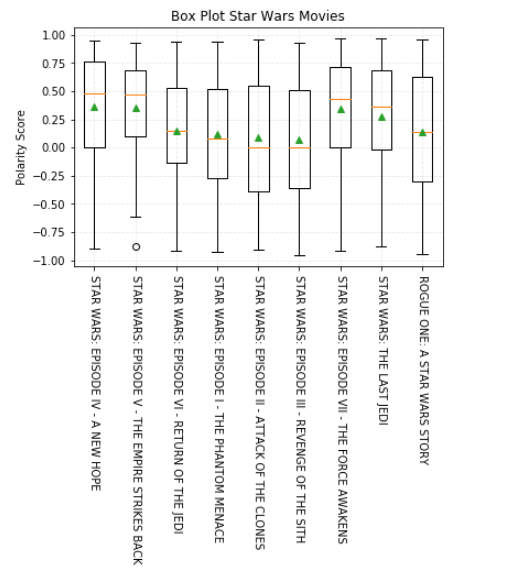 Box Plot Star Wars Movies
Polarity Score
1.00
0.75
0.50
0.25
0.00
−0.25
−0.50
−0.75
−1.00
STAR WARS: EPISODE IV - A NEW HOPE
STAR WARS: EPISODE V - THE EMPIRE STRIKES BACK
STAR WARS: EPISODE VI - RETURN OF THE JEDI
STAR WARS: EPISODE I - THE PHANTOM MENACE
STAR WARS: EPISODE II - ATTACK OF THE CLONES
STAR WARS: EPISODE III - REVENGE OF THE SITH
STAR WARS: EPISODE VII - THE FORCE AWAKENS
STAR WARS: THE LAST JEDI
ROGUE ONE: A STAR WARS STORY